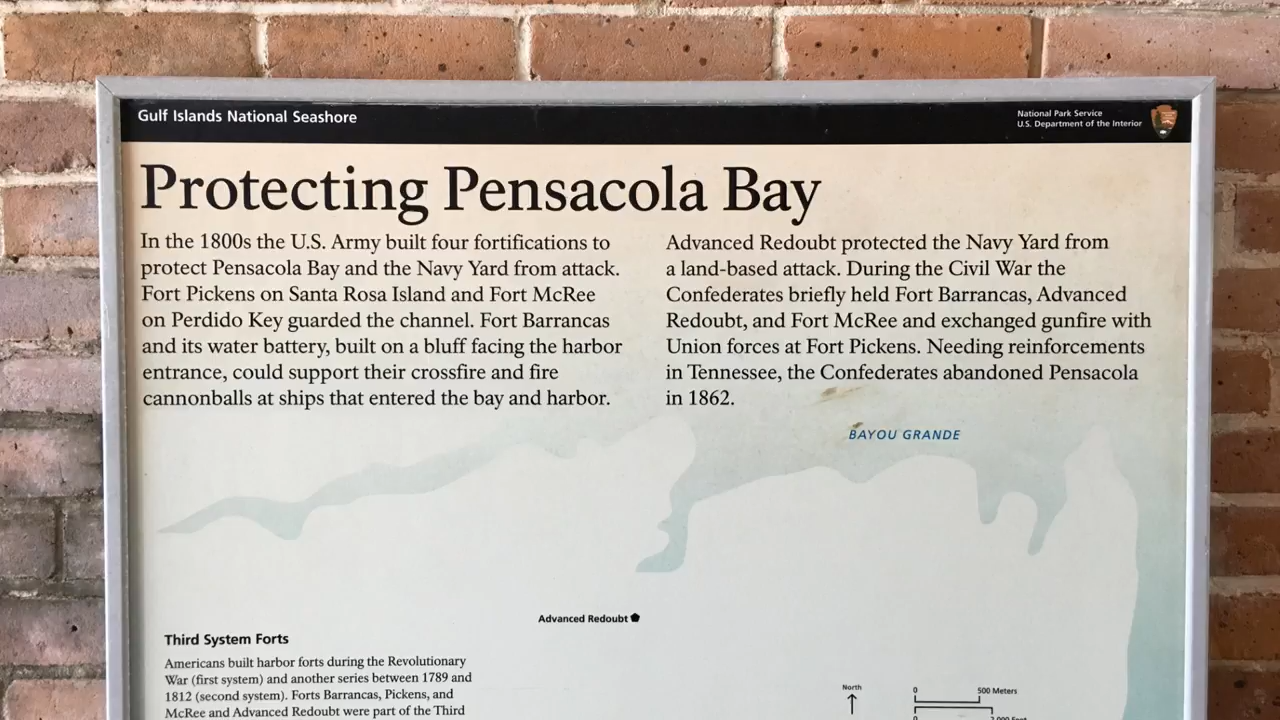 Gulf Islands National Seashore
National Park Service
U.S. Department of the Interior
Protecting Pensacola Bay
In the 1800s the U.S. Army built four fortifications to
protect Pensacola Bay and the Navy Yard from attack.
Fort Pickens on Santa Rosa Island and Fort McRee
on Perdido Key guarded the channel. Fort Barrancas
and its water battery, built on a bluff facing the harbor
entrance, could support their crossfire and fire
cannonballs at ships that entered the bay and harbor.
Advanced Redoubt protected the Navy Yard from
a land-based attack. During the Civil War the
Confederates briefly held Fort Barrancas, Advanced
Redoubt, and Fort McRee and exchanged gunfire with
Union forces at Fort Pickens. Needing reinforcements
in Tennessee, the Confederates abandoned Pensacola
in 1862.
BAYOU GRANDE
Advanced Redoubt
Third System Forts
Americans built harbor forts during the Revolutionary
War (first system) and another series between 1789 and
1812 (second system). Forts Barrancas, Pickens, and
McRee and Advanced Redoubt were part of the Third
North
0 500 Meters